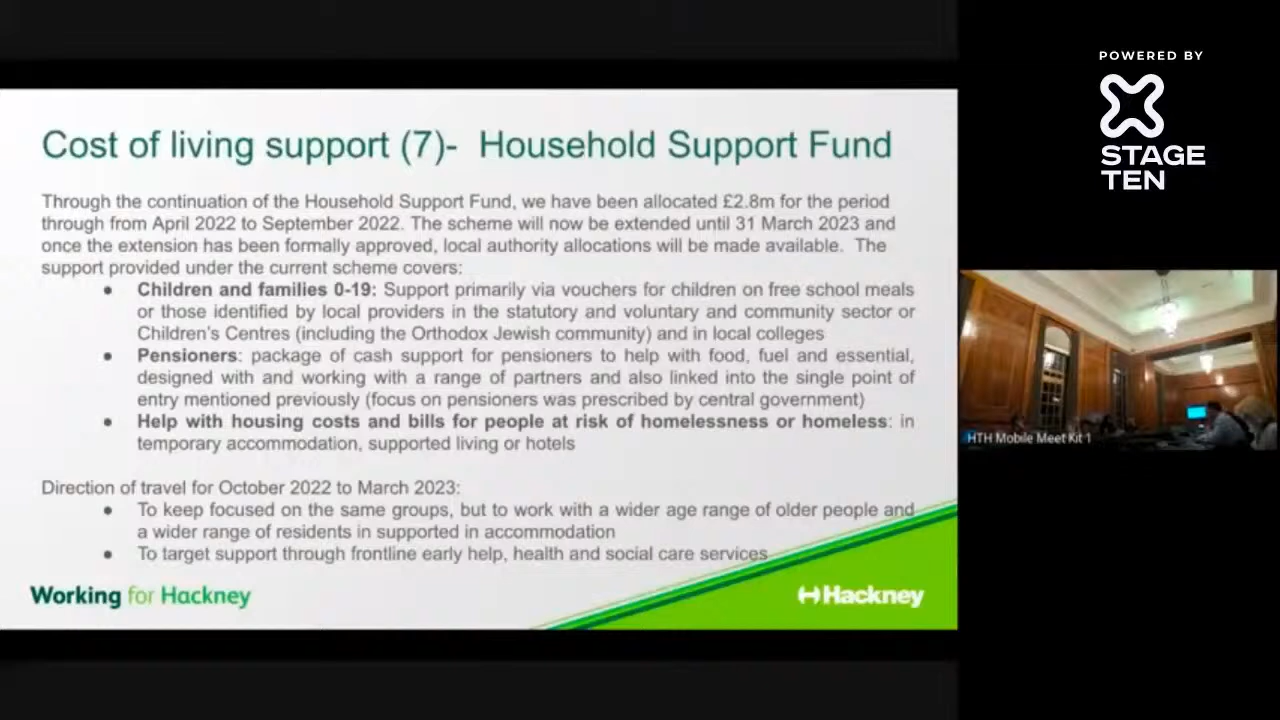 Cost of living support (7)-  Household Support Fund
Through the continuation of the Household Support Fund, we have been allocated £2.8m for the period
through from April 2022 to September 2022. The scheme will now be extended until 31 March 2023 and
once the extension has been formally approved, local authority allocations will be made available.  The
support provided under the current scheme covers:
● Children and families 0-19: Support primarily via vouchers for children on free school meals
or those identified by local providers in the statutory and voluntary and community sector or
Children's Centres (including the Orthodox Jewish community) and in local colleges
● Pensioners: package of cash support for pensioners to help with food, fuel and essential,
designed with and working with a range of partners and also linked into the single point of
entry mentioned previously (focus on pensioners was prescribed by central government)
● Help with housing costs and bills for people at risk of homelessness or homeless: in
temporary accommodation, supported living or hotels
Direction of travel for October 2022 to March 2023:
● To keep focused on the same groups, but to work with a wider age range of older people and
a wider range of residents in supported in accommodation
● To target support through frontline early help, health and social care services
Working for Hackney
Hackney
POWERED BY
STAGE
TEN
HTH Mobile Meet Kit 1